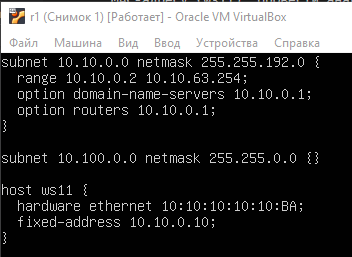 r1 (Снимок 1) [Работает] - Oracle VM VirtualBox
Файл Машина Вид Ввод Устройства Справка
subnet 10.10.0.0 netmask 255.255.192.0 {
  range 10.10.0.2 10.10.63.254;
  option domain-name-servers 10.10.0.1;
  option routers 10.10.0.1;
}

subnet 10.100.0.0 netmask 255.255.0.0 {}

host ws11 {
  hardware ethernet 10:10:10:10:10:BA;
  fixed-address 10.10.0.10;
}